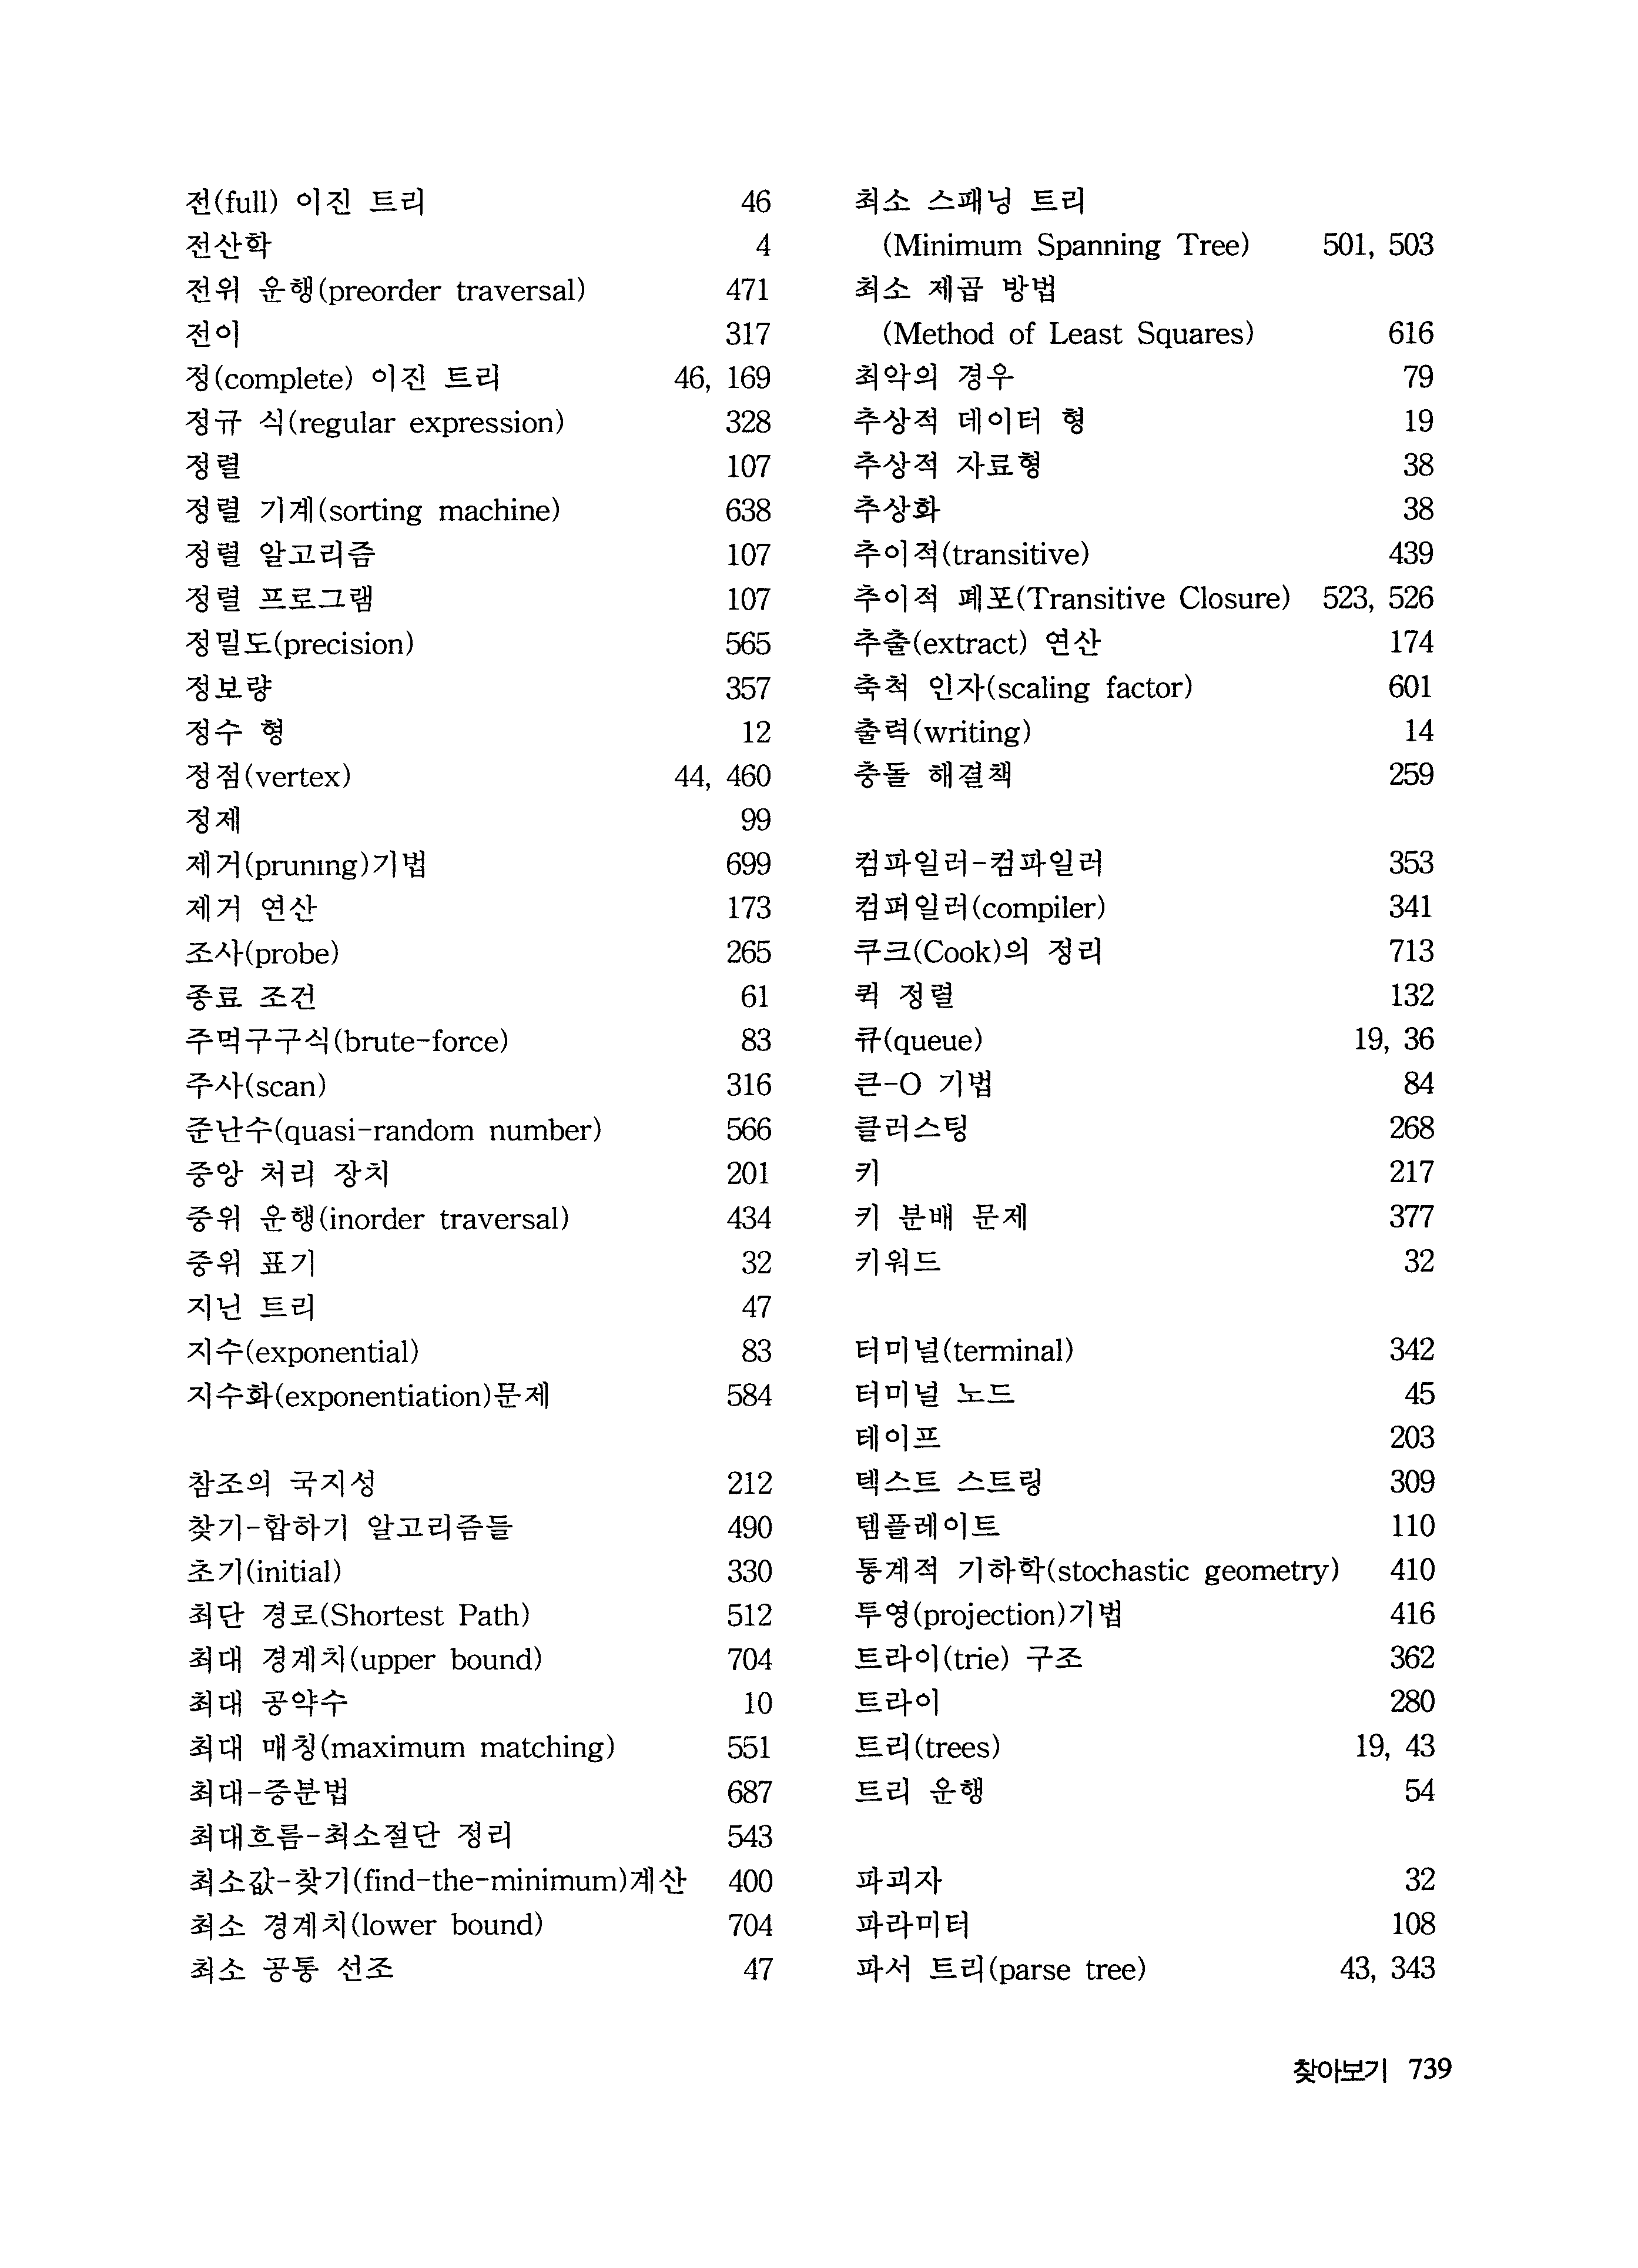 전(full) 이진 트리 46
전산학 4
전위 운행(preorder traversal) 471
전이 317
정(complete) 이진 트리 46, 169
정규 식(regular expression) 328
정렬 107
정렬 기계(sorting machine) 638
정렬 알고리즘 107
정렬 프로그램 107
정밀도(precision) 565
정보량 357
정수 형 12
정점(vertex) 44, 460
정제 99
제거(pruning)기법 699
제거 연산 173
조사(probe) 265
종료 조건 61
주먹구구식(brute-force) 83
주사(scan) 316
준난수(quasi-random number) 566
중앙 처리 장치 201
중위 운행(inorder traversal) 434
중위 표기 32
지닌 트리 47
지수(exponential) 83
지수화(exponentiation)문제 584
참조의 국지성 212
찾기-합하기 알고리즘들 490
초기(initial) 330
최단 경로(Shortest Path) 512
최대 경계치(upper bound) 704
최대 공약수 10
최대 매칭(maximum matching) 551
최대-증분법 687
최대흐름-최소절단 정리 543
최소값-찾기(find-the-minimum)계산 400
최소 경계치(lower bound) 704
최소 공통 선조 47
최소 스패닝 트리
(Minimum Spanning Tree) 501, 503
최소 제곱 방법
(Method of Least Squares) 616
최악의 경우 79
추상적 데이터 형 19
추상적 자료형 38
추상화 38
추이적(transitive) 439
추이적 폐포(Transitive Closure) 523, 526
추출(extract) 연산 174
축척 인자(scaling factor) 601
출력(writing) 14
충돌 해결책 259
컴파일러-컴파일러 353
컴퍼일러(compiler) 341
쿠크(Cook)의 정리 713
퀵 정렬 132
큐(queue) 19, 36
큰-O 기법 84
클러스팅 268
키 217
키 분배 문제 377
키워드 32
터미널(terminal) 342
터미널 노드 45
테이프 203
텍스트 스트링 309
템플레이트 110
통계적 기하학(stochastic geometry) 410
투영(projection)기법 416
트라이(trie) 구조 362
트라이 280
트리(trees) 19, 43
트리 운행 54
파괴자 32
파라미터 108
파서 트리(parse tree) 43, 343
찾아보기 739